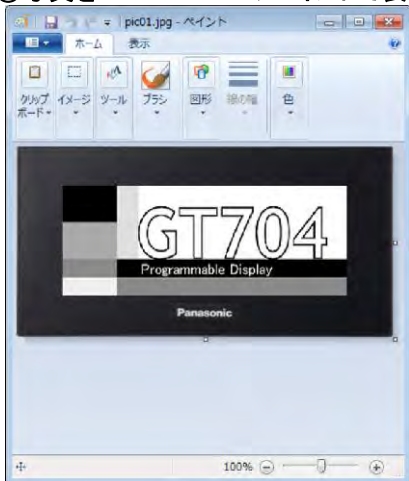 pic01.jpg - ペイント
ホーム 表示
クリップボード イメージ ツール ブラシ 図形 線の幅 色
GT704
Programmable Display
Panasonic
100%